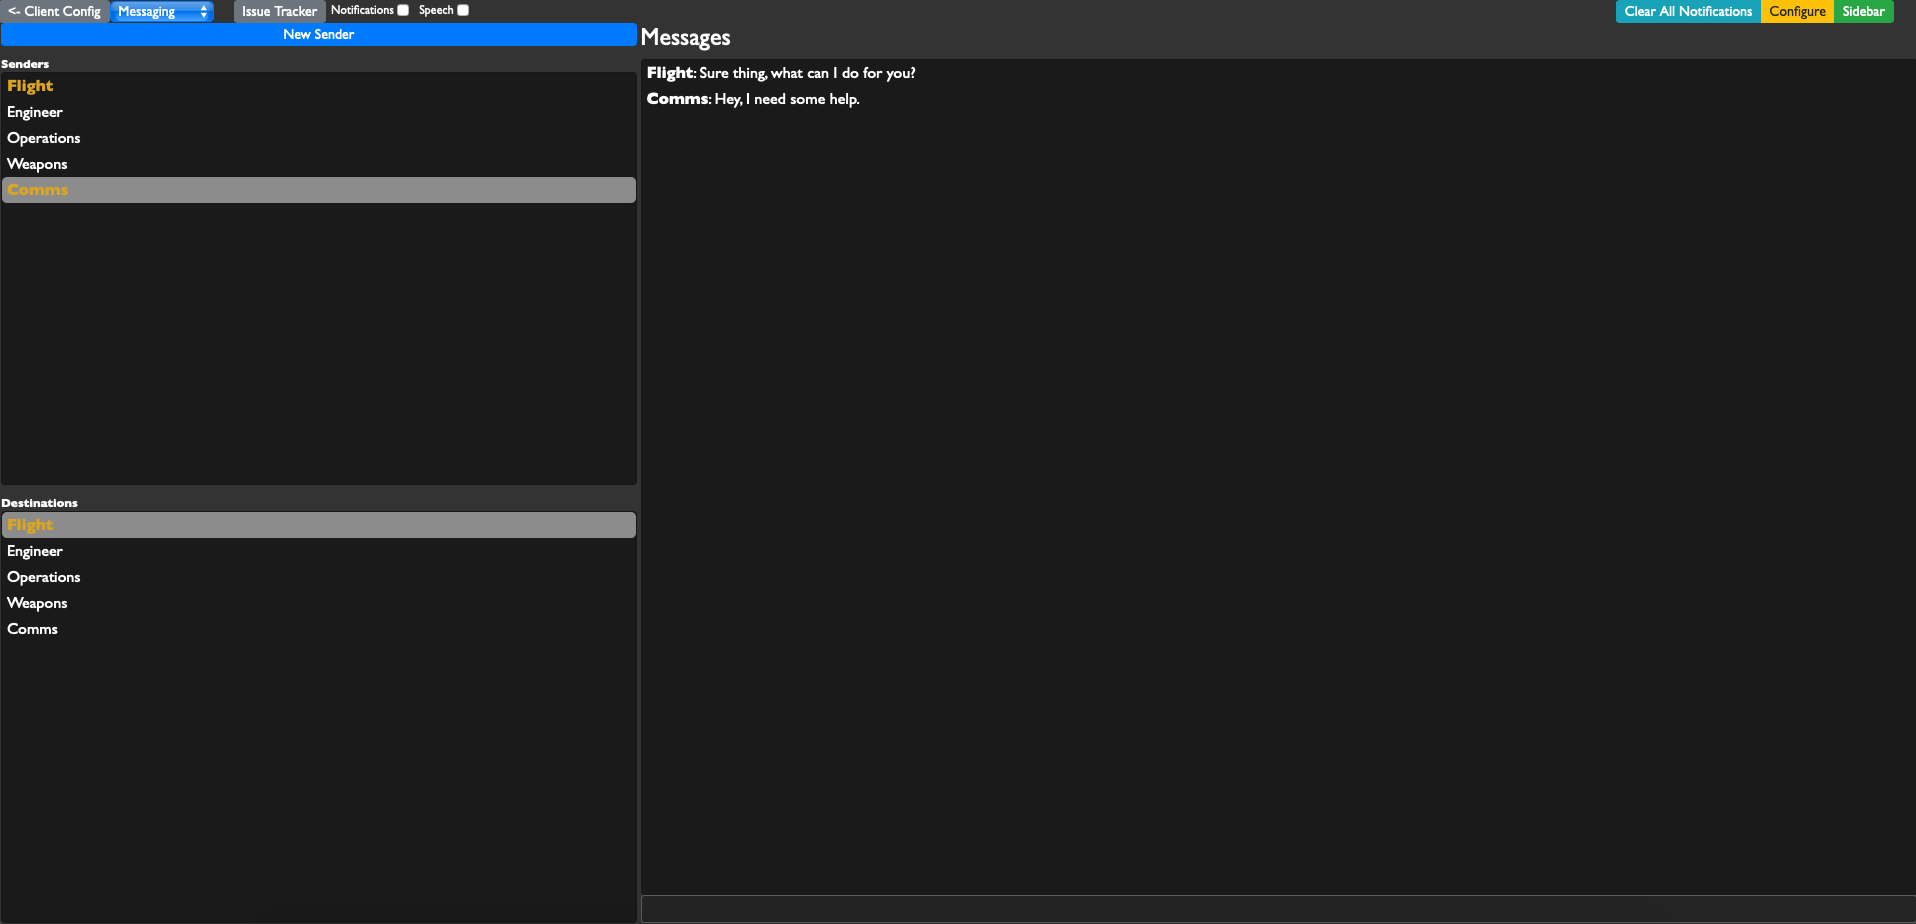 <- Client Config Messaging Issue Tracker Notifications Speech Clear All Notifications Configure Sidebar
New Sender
Senders
Flight
Engineer
Operations
Weapons
Comms
Destinations
Flight
Engineer
Operations
Weapons
Comms
Messages
Flight: Sure thing, what can I do for you?
Comms: Hey, I need some help.